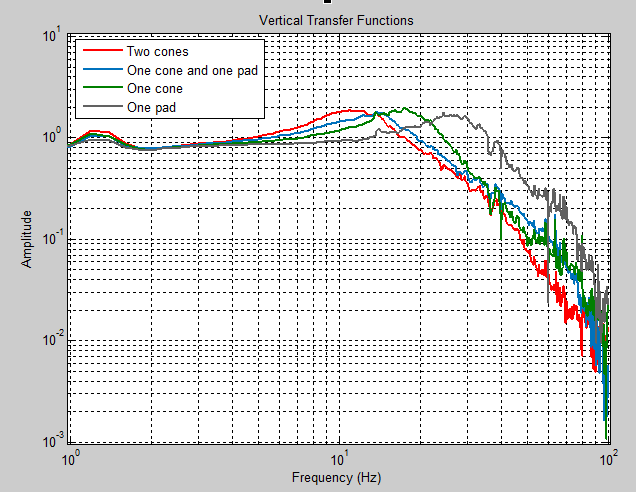 Vertical Transfer Functions
10^1
Two cones
One cone and one pad
One cone
One pad
10^0
Amplitude
10^-1
10^-2
10^-3
10^0 10^1 10^2
Frequency (Hz)